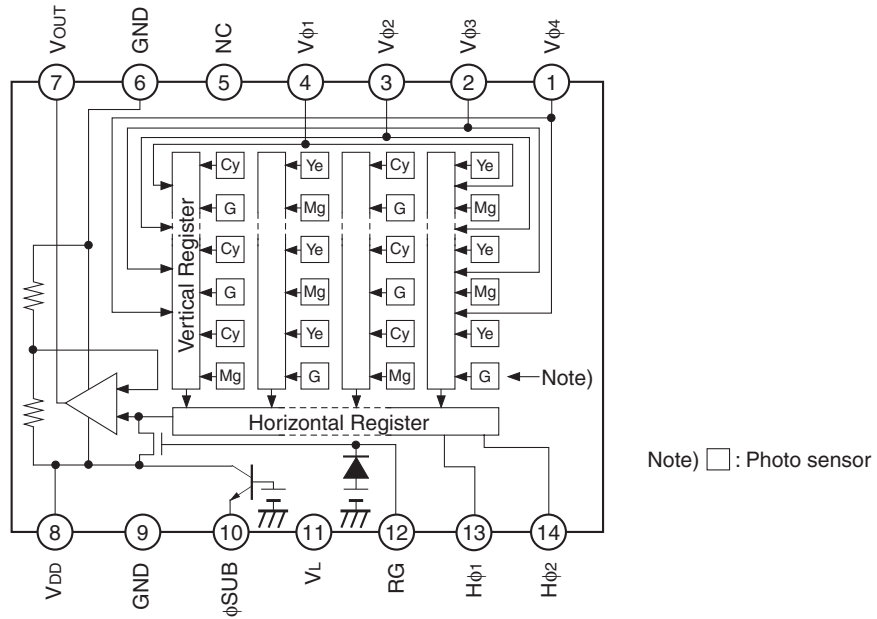 VOUT GND NC Vϕ1 Vϕ2 Vϕ3 Vϕ4
7 6 5 4 3 2 1
Cy Ye Cy Ye
G Mg G Mg
Cy Ye Cy Ye
G Mg G Mg
Cy Ye Cy Ye
Mg G Mg G Note)
Vertical Register
Horizontal Register
Note) : Photo sensor
8 9 10 11 12 13 14
VDD GND ϕSUB VL RG Hϕ1 Hϕ2